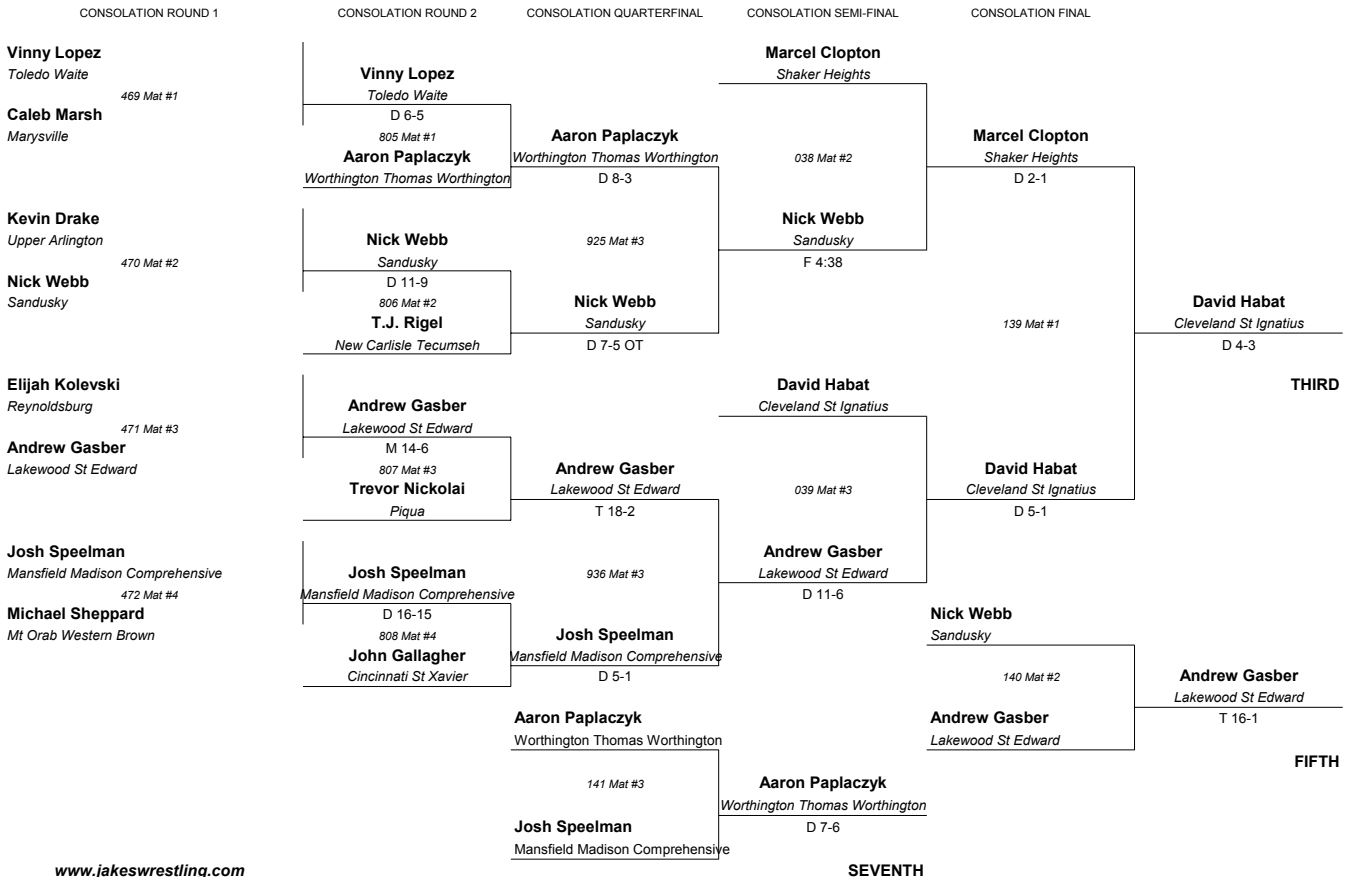 CONSOLATION ROUND 1
CONSOLATION ROUND 2
CONSOLATION QUARTERFINAL
CONSOLATION SEMI-FINAL
CONSOLATION FINAL
Vinny Lopez
Toledo Waite
469 Mat #1
Caleb Marsh
Marysville
Kevin Drake
Upper Arlington
470 Mat #2
Nick Webb
Sandusky
Elijah Kolevski
Reynoldsburg
471 Mat #3
Andrew Gasber
Lakewood St Edward
Josh Speelman
Mansfield Madison Comprehensive
472 Mat #4
Michael Sheppard
Mt Orab Western Brown
Vinny Lopez
Toledo Waite
D 6-5
805 Mat #1
Aaron Paplaczyk
Worthington Thomas Worthington
Nick Webb
Sandusky
D 11-9
806 Mat #2
T.J. Rigel
New Carlisle Tecumseh
Andrew Gasber
Lakewood St Edward
M 14-6
807 Mat #3
Trevor Nickolai
Piqua
Josh Speelman
Mansfield Madison Comprehensive
D 16-15
808 Mat #4
John Gallagher
Cincinnati St Xavier
Aaron Paplaczyk
Worthington Thomas Worthington
D 8-3
925 Mat #3
Nick Webb
Sandusky
D 7-5 OT
Andrew Gasber
Lakewood St Edward
T 18-2
936 Mat #3
Josh Speelman
Mansfield Madison Comprehensive
D 5-1
Aaron Paplaczyk
Worthington Thomas Worthington
141 Mat #3
Josh Speelman
Mansfield Madison Comprehensive
Marcel Clopton
Shaker Heights
038 Mat #2
Nick Webb
Sandusky
F 4:38
David Habat
Cleveland St Ignatius
039 Mat #3
Andrew Gasber
Lakewood St Edward
D 11-6
Aaron Paplaczyk
Worthington Thomas Worthington
D 7-6
SEVENTH
Marcel Clopton
Shaker Heights
D 2-1
139 Mat #1
David Habat
Cleveland St Ignatius
D 5-1
Nick Webb
Sandusky
140 Mat #2
Andrew Gasber
Lakewood St Edward
David Habat
Cleveland St Ignatius
D 4-3
THIRD
Andrew Gasber
Lakewood St Edward
T 16-1
FIFTH
www.jakeswrestling.com